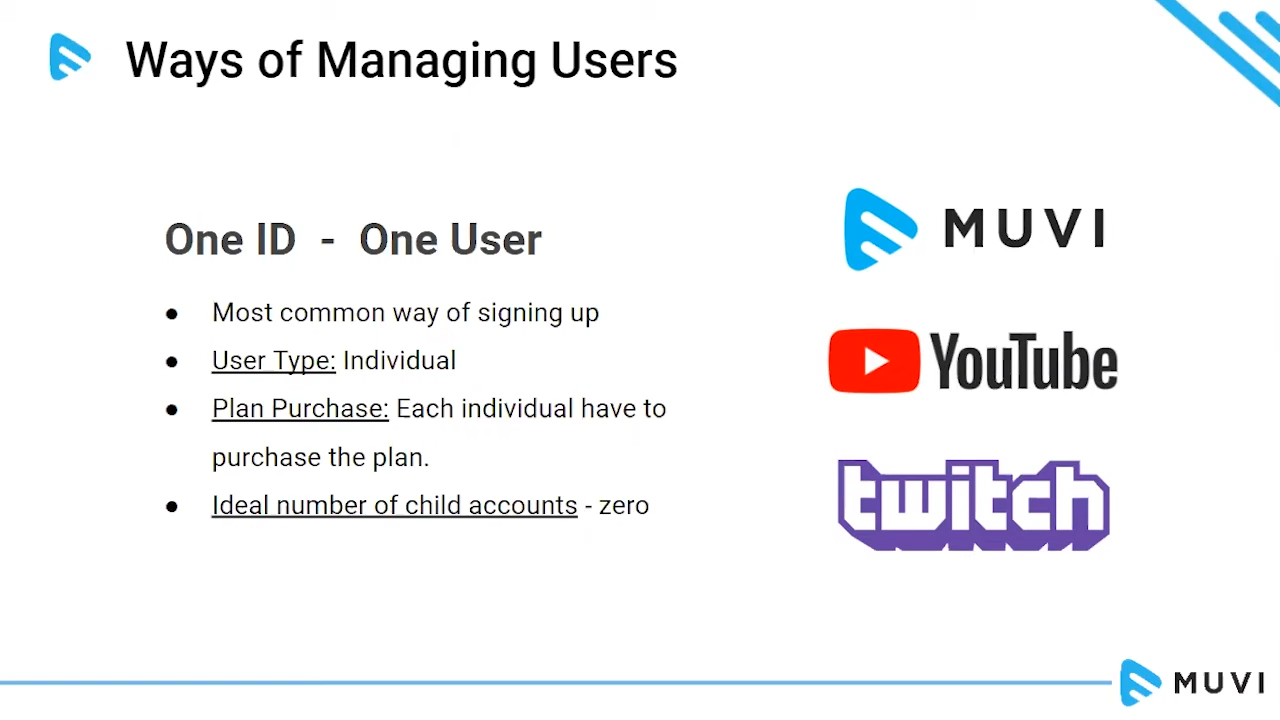 Ways of Managing Users
One ID - One User
● Most common way of signing up
● User Type: Individual
● Plan Purchase: Each individual have to
purchase the plan.
● Ideal number of child accounts - zero
MUVI
YouTube
twitch
MUVI